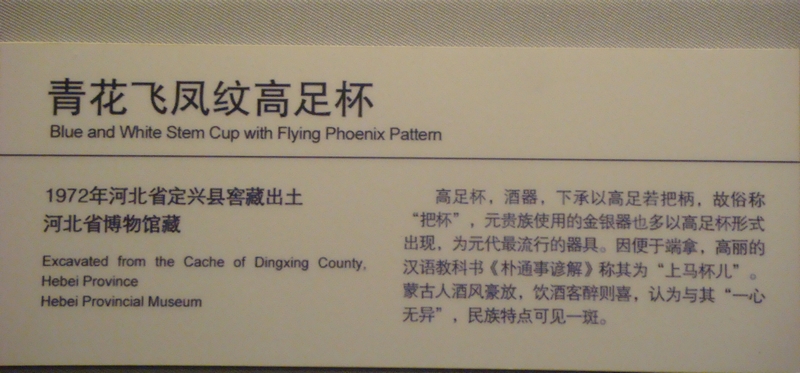 青花飞凤纹高足杯
Blue and White Stem Cup with Flying Phoenix Pattern
1972年河北省定兴县窖藏出土
河北省博物馆藏
Excavated from the Cache of Dingxing County,
Hebei Province
Hebei Provincial Museum
高足杯，酒器，下承以高足若把柄，故俗称
“把杯”，元贵族使用的金银器也多以高足杯形式
出现，为元代最流行的器具。因便于端拿，高丽的
汉语教科书《朴通事谚解》称其为“上马杯儿”。
蒙古人酒风豪放，饮酒客醉则喜，认为与其“一心
无异”，民族特点可见一斑。